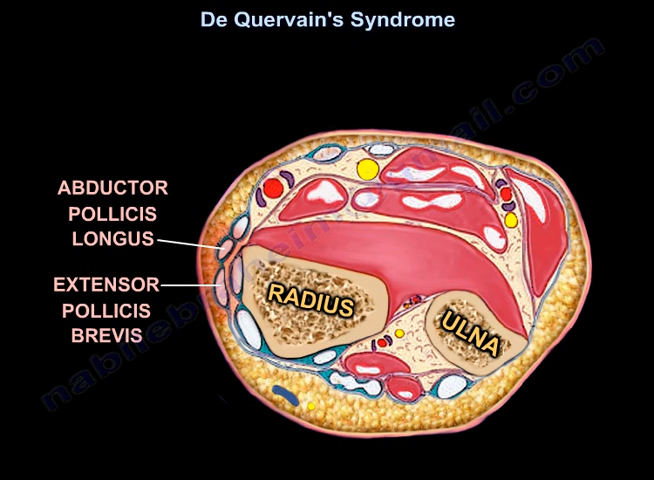 De Quervain's Syndrome
ABDUCTOR
POLLICIS
LONGUS
EXTENSOR
POLLICIS
BREVIS
RADIUS
ULNA